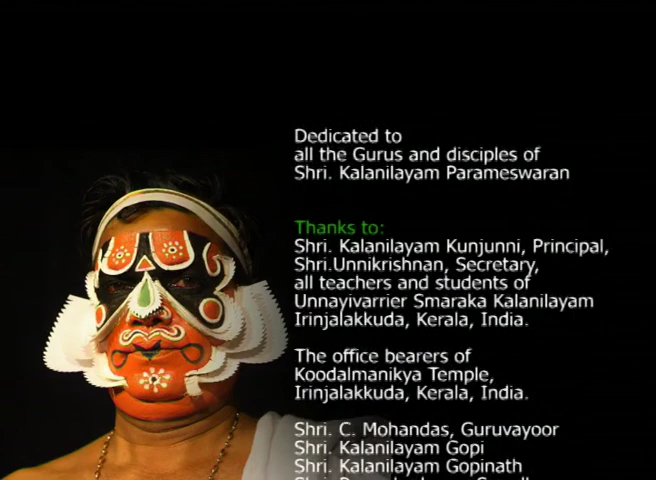 Dedicated to
all the Gurus and disciples of
Shri. Kalanilayam Parameswaran
Thanks to:
Shri. Kalanilayam Kunjunni, Principal,
Shri.Unnikrishnan, Secretary,
all teachers and students of
Unnayivarrier Smaraka Kalanilayam
Irinjalakkuda, Kerala, India.
The office bearers of
Koodalmanikya Temple,
Irinjalakkuda, Kerala, India.
Shri. C. Mohandas, Guruvayoor
Shri. Kalanilayam Gopi
Shri. Kalanilayam Gopinath